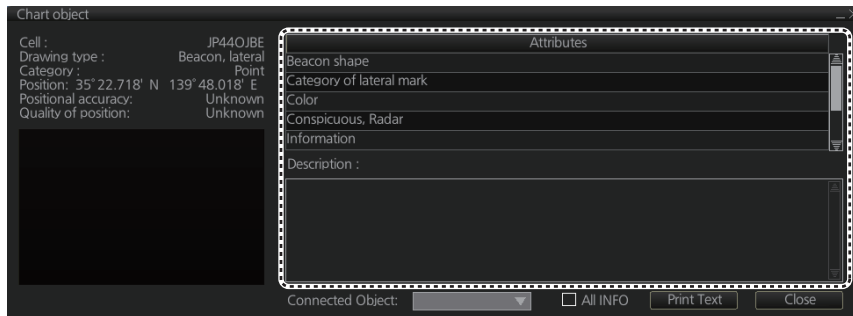 Chart object
Cell : JP44OJBE
Drawing type : Beacon, lateral
Category : Point
Position: 35°22.718' N 139°48.018' E
Positional accuracy: Unknown
Quality of position: Unknown
Attributes
Beacon shape
Category of lateral mark
Color
Conspicuous, Radar
Information
Description :
Connected Object:
All INFO
Print Text
Close